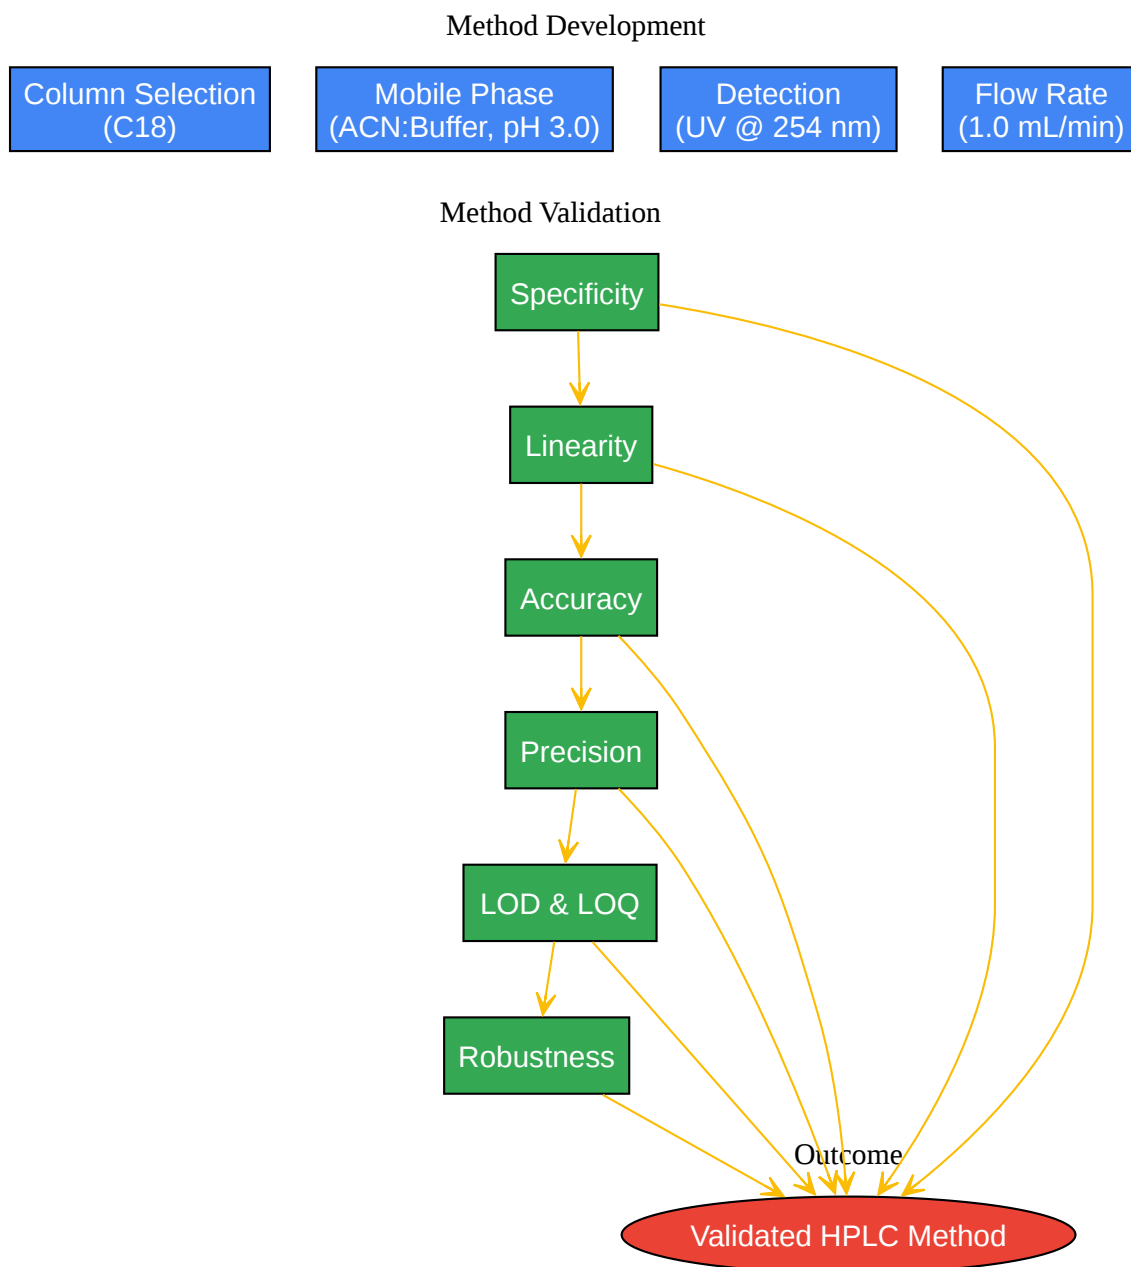 Method Development
Column Selection
(C18)
Mobile Phase
(ACN:Buffer, pH 3.0)
Detection
(UV @ 254 nm)
Flow Rate
(1.0 mL/min)
Method Validation
Specificity
Linearity
Accuracy
Precision
LOD & LOQ
Robustness
Outcome
Validated HPLC Method